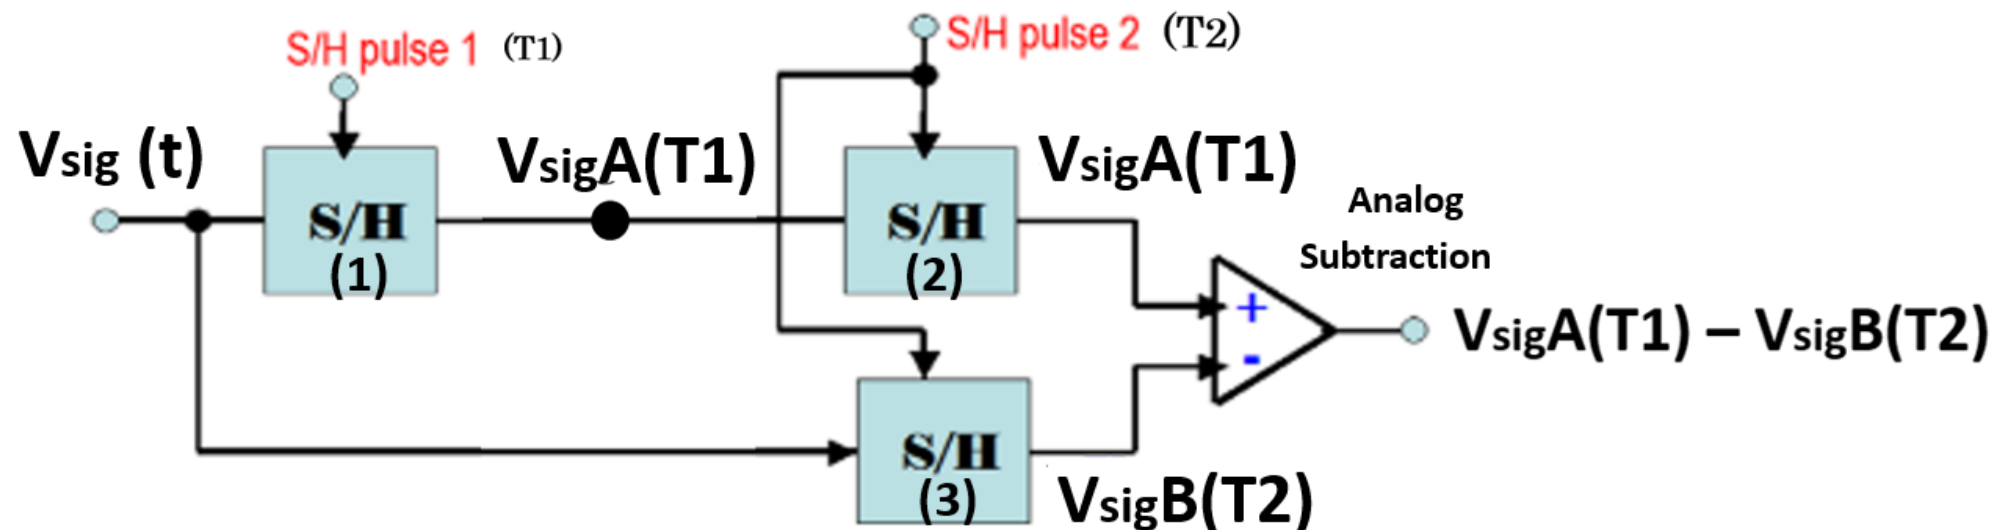 S/H pulse 1 (T1)
S/H pulse 2 (T2)
Vsig (t)
S/H
(1)
VsigA(T1)
S/H
(2)
VsigA(T1)
Analog
Subtraction
+
-
VsigA(T1) – VsigB(T2)
S/H
(3)
VsigB(T2)